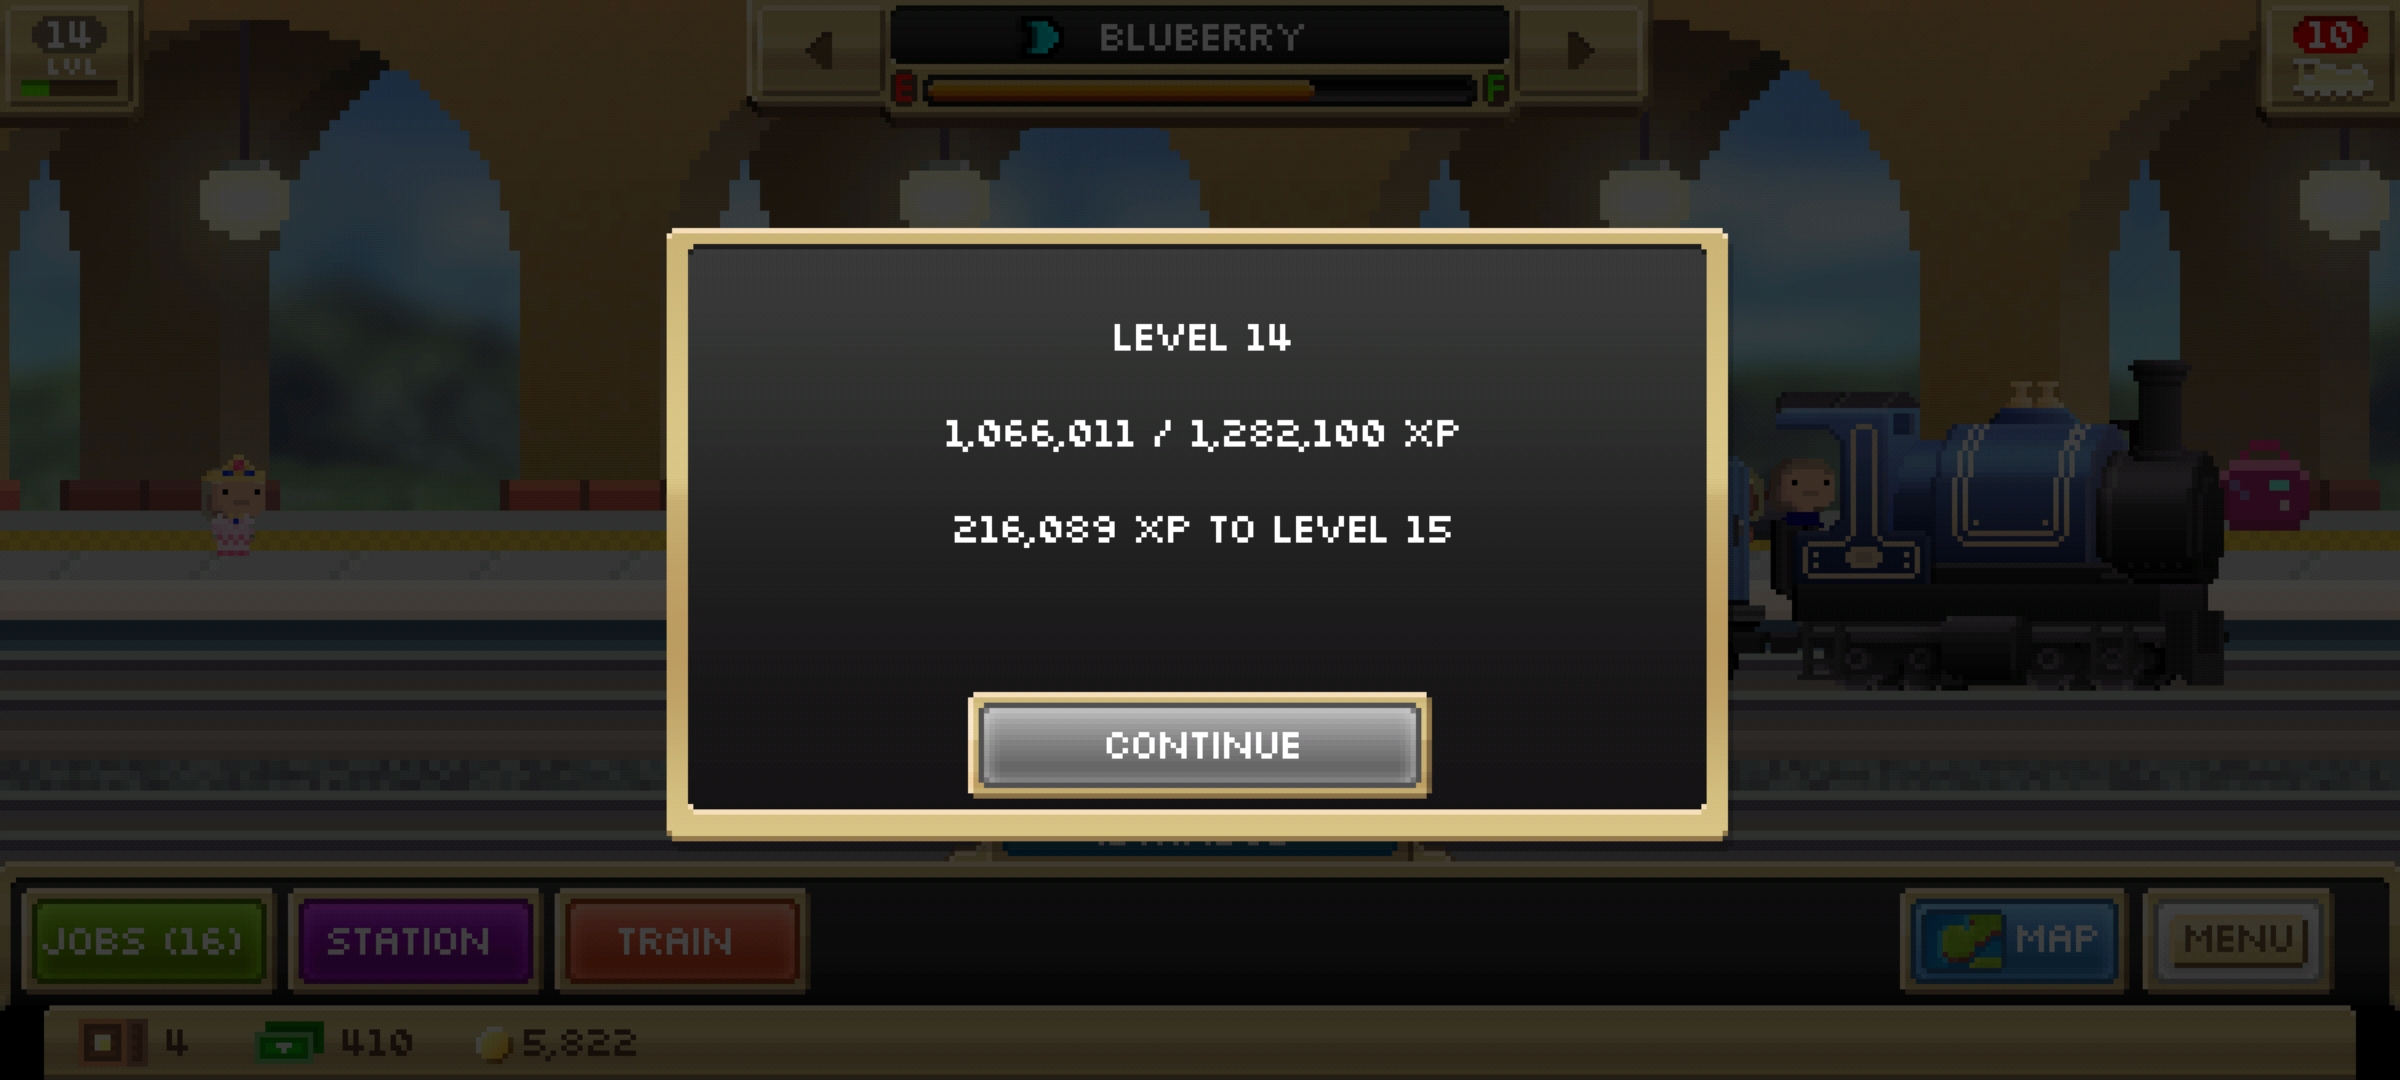 14
LVL
BLUBERRY
E
F
10
LEVEL 14
1,066,011 / 1,282,100 XP
216,089 XP TO LEVEL 15
CONTINUE
JOBS (16)
STATION
TRAIN
MAP
MENU
4
410
5,822